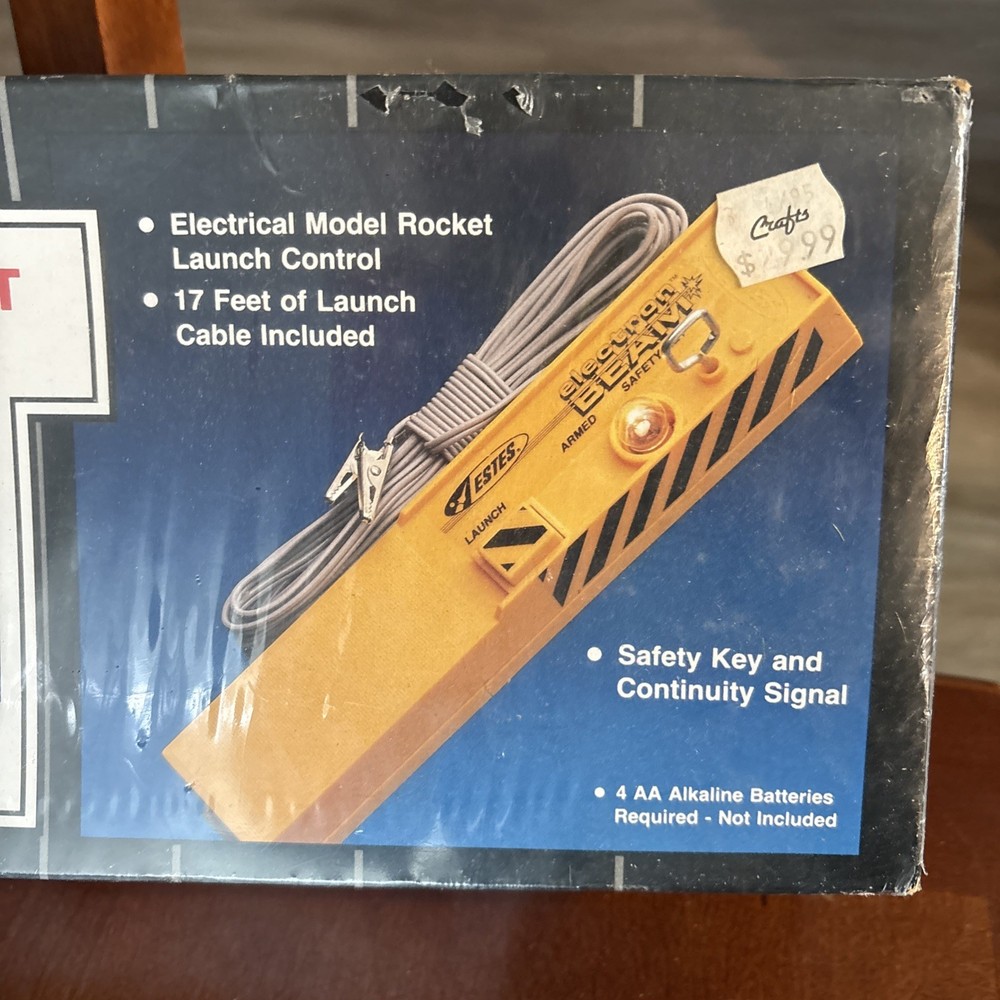 T
• Electrical Model Rocket
Launch Control
• 17 Feet of Launch
Cable Included
Crafts
electron
BEAM
SAFETY
ARMED
ESTES.
LAUNCH
• Safety Key and
Continuity Signal
• 4 AA Alkaline Batteries
Required - Not Included